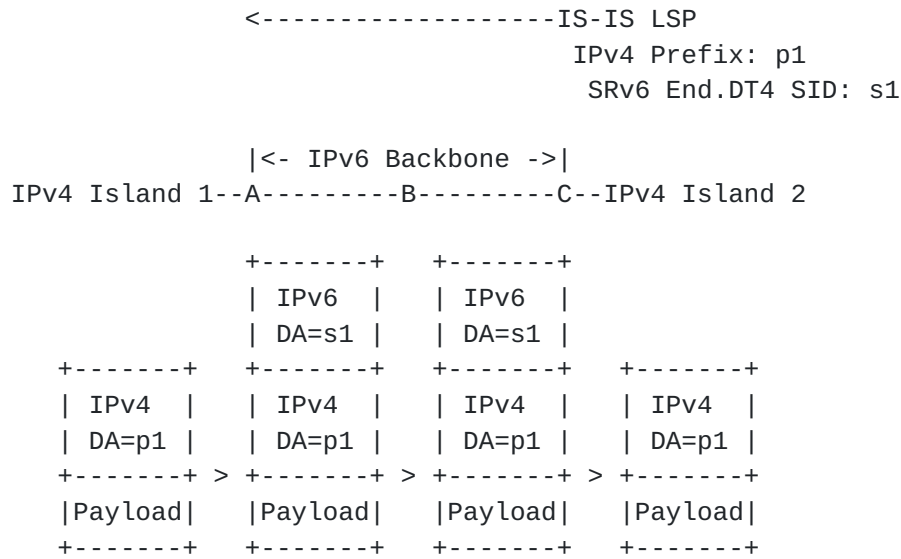 <-------------------IS-IS LSP
IPv4 Prefix: p1
SRv6 End.DT4 SID: s1
|<- IPv6 Backbone ->|
IPv4 Island 1--A---------B---------C--IPv4 Island 2
+-------+   +-------+
| IPv6  |   | IPv6  |
| DA=s1 |   | DA=s1 |
+-------+   +-------+   +-------+   +-------+
| IPv4  |   | IPv4  |   | IPv4  |   | IPv4  |
| DA=p1 |   | DA=p1 |   | DA=p1 |   | DA=p1 |
+-------+ > +-------+ > +-------+ > +-------+
|Payload|   |Payload|   |Payload|   |Payload|
+-------+   +-------+   +-------+   +-------+